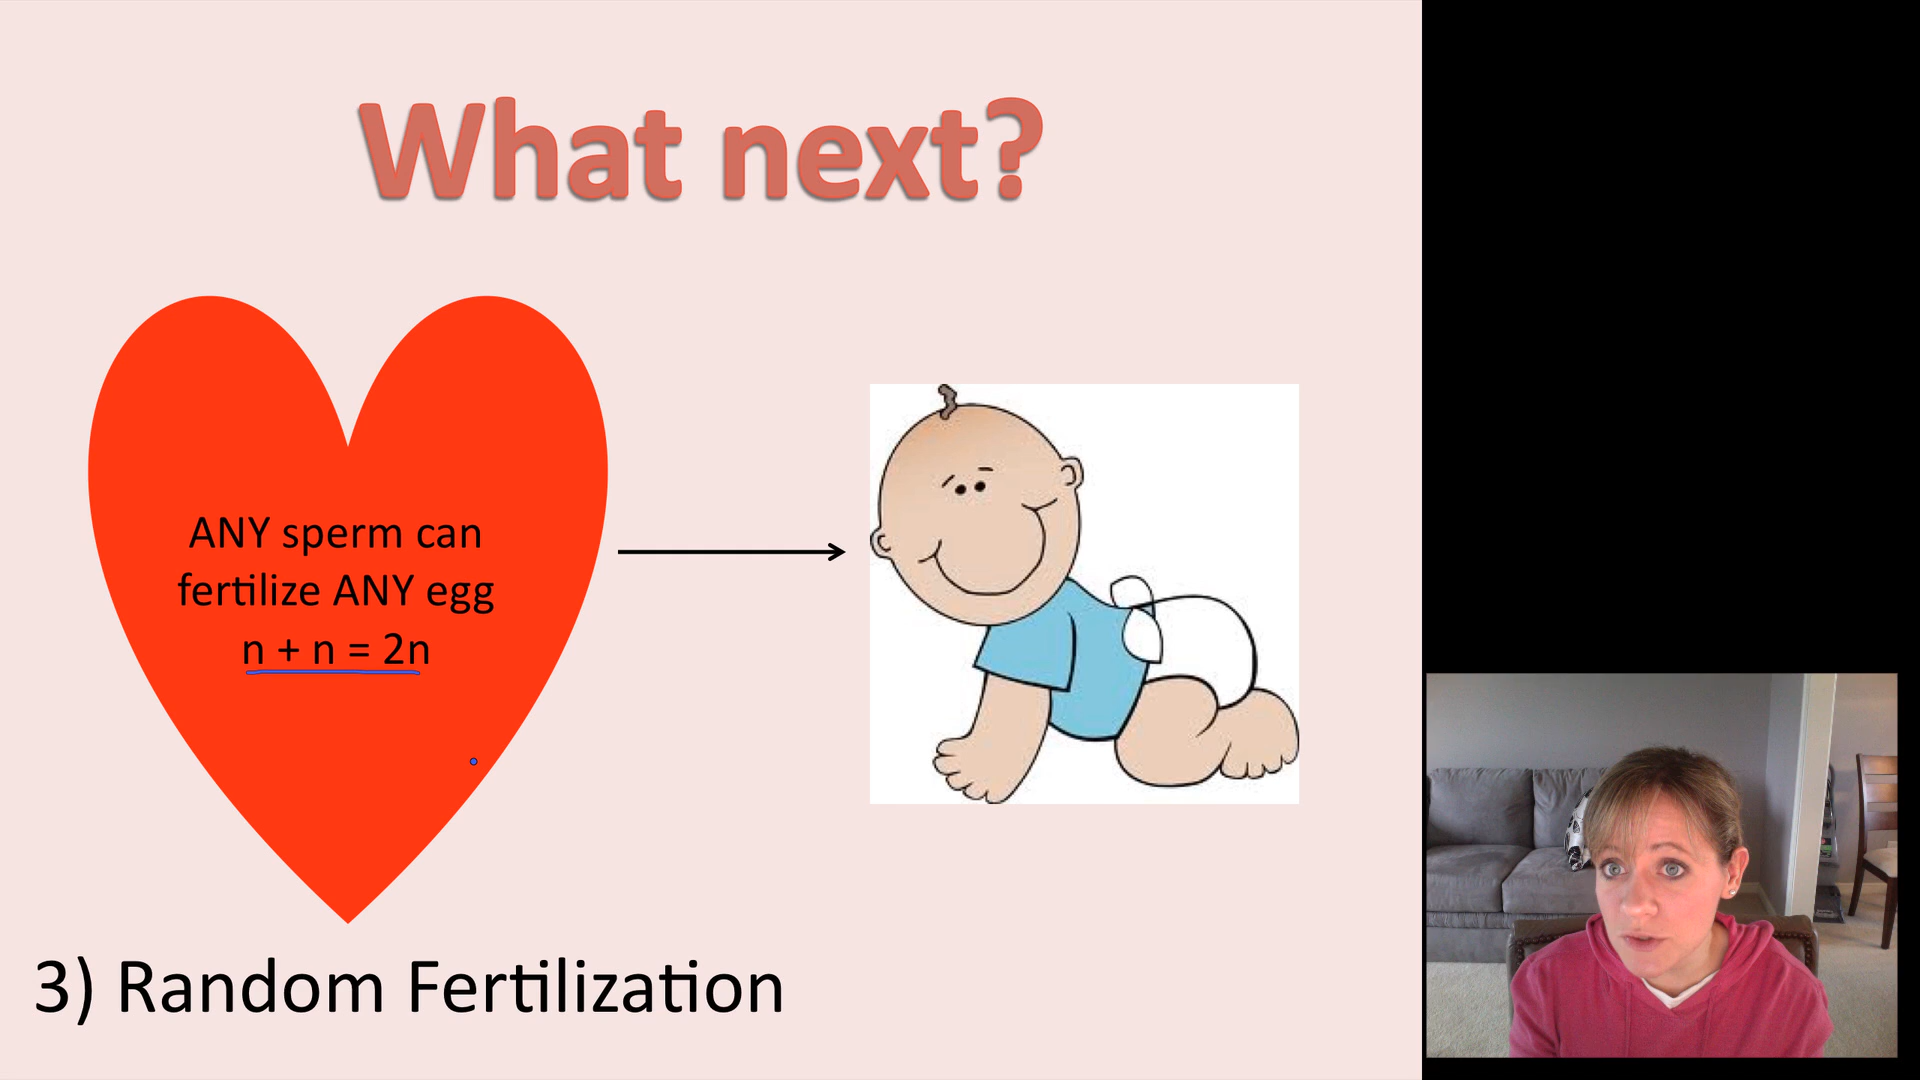 What next?
ANY sperm can
fertilize ANY egg
n + n = 2n
3) Random Fertilization